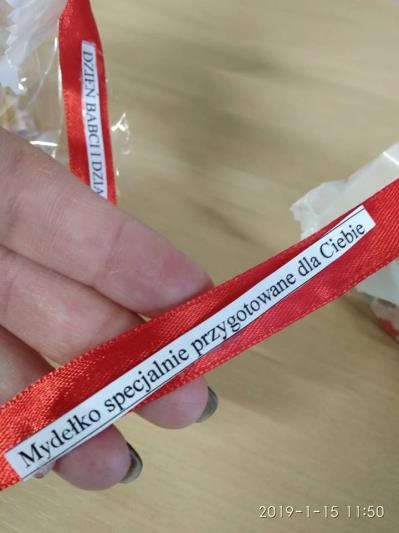 DZIEŃ BABCI I DZIA
Mydełko specjalnie przygotowane dla Ciebie
2019-1-15 11:50